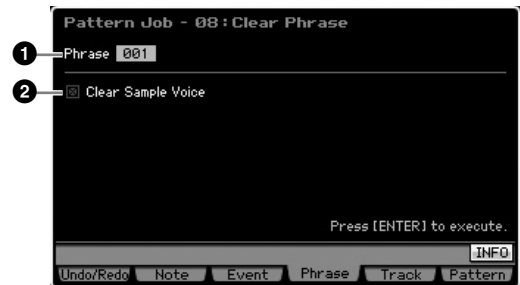 Pattern Job - 08:Clear Phrase
1 Phrase 001
2 Clear Sample Voice
Press [ENTER] to execute.
INFO
Undo/Redo Note Event Phrase Track Pattern